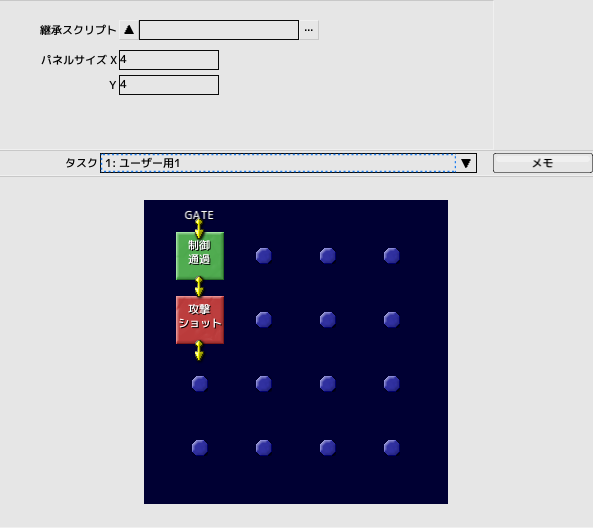 継承スクリプト ▲ ...
パネルサイズ X 4
Y 4
タスク 1: ユーザー用1 ▼ メモ
GATE
制御
通過
攻撃
ショット